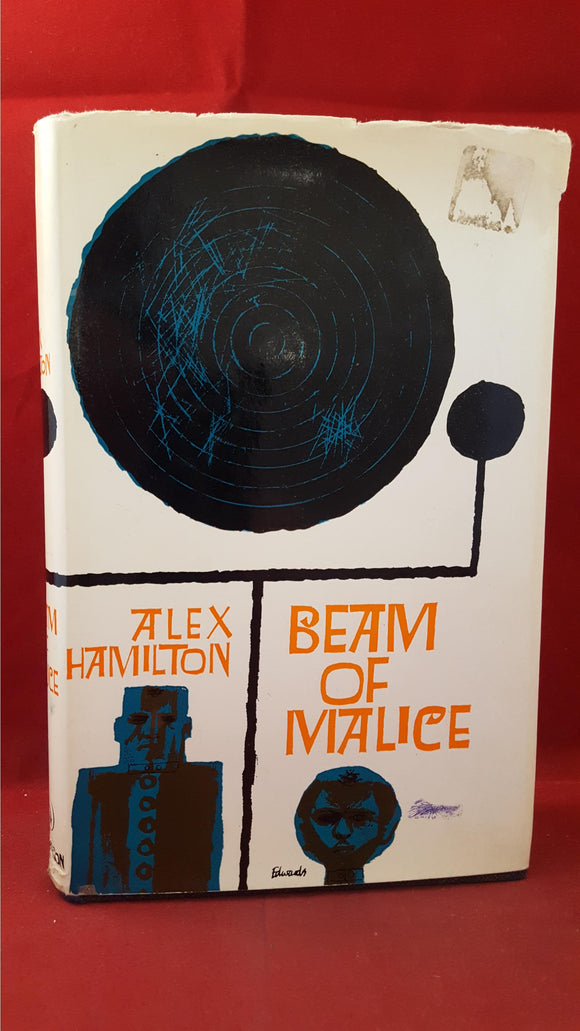 ALEX
HAMILTON
BEAM
OF
MALICE
Edwards